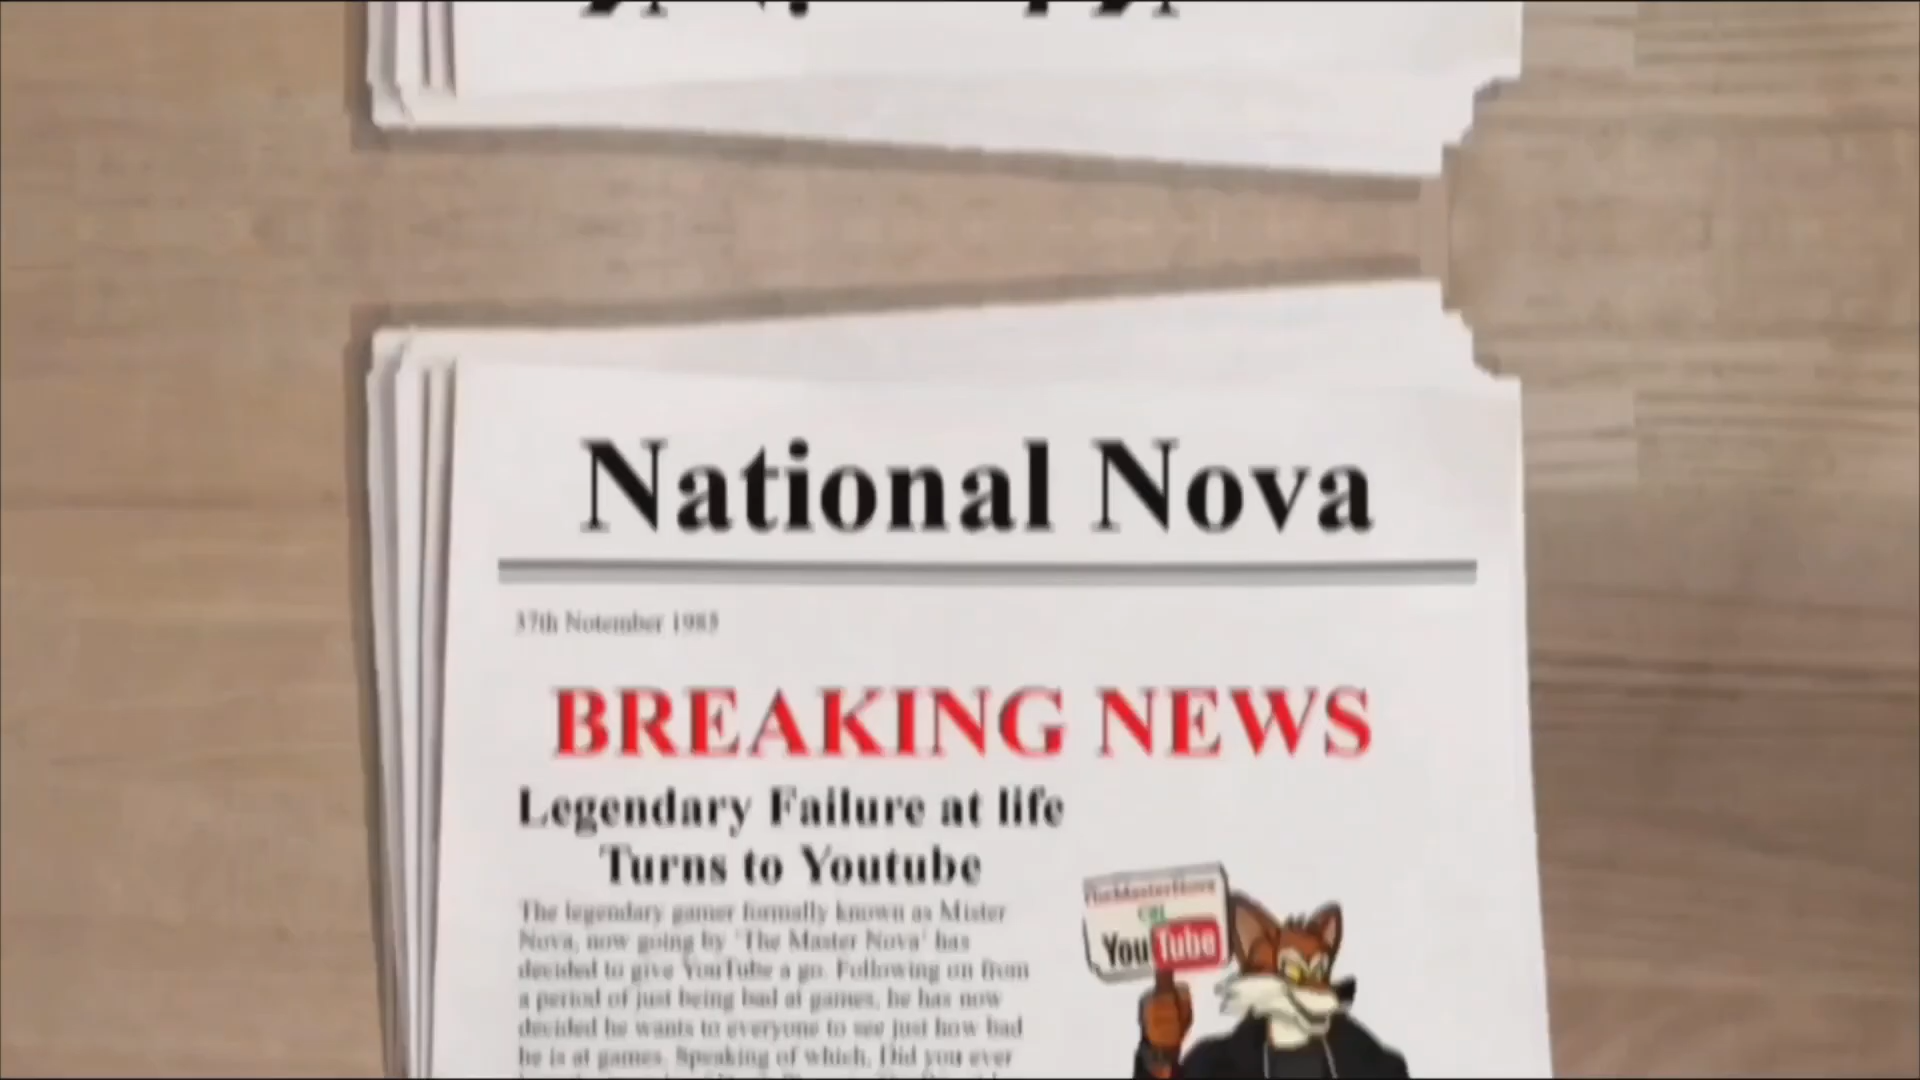 National Nova
37th Notember 1985
BREAKING NEWS
Legendary Failure at life
Turns to Youtube
The legendary gamer formally known as Mister
Nova, now going by 'The Master Nova' has
decided to give YouTube a go. Following on from
a period of just being bad at games, he has now
decided he wants to everyone to see just how bad
he is at games. Speaking of which, Did you ever
TheMasterNova
on
YouTube